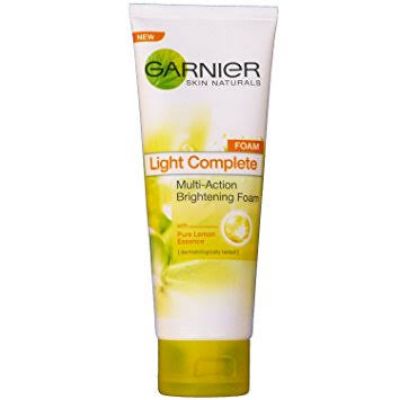 NEW
GARNIER
SKIN NATURALS
FOAM
Light Complete
Multi-Action
Brightening Foam
with
Pure Lemon
Essence
[ dermatologically tested ]